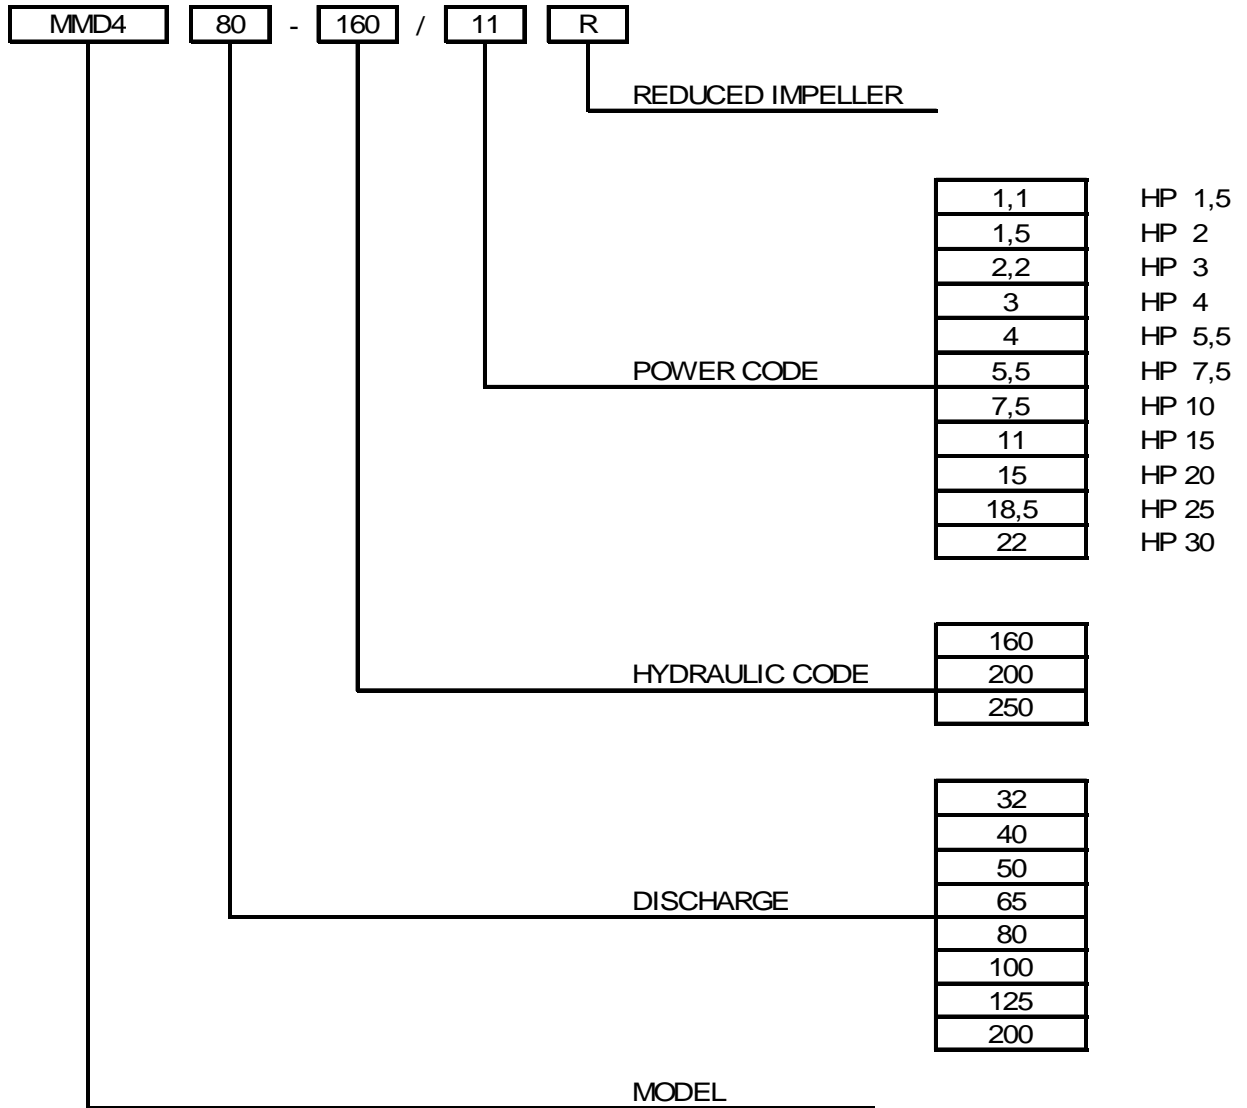 MMD4 80 - 160 / 11 R
REDUCED IMPELLER
1,1 HP 1,5
1,5 HP 2
2,2 HP 3
3 HP 4
4 HP 5,5
POWER CODE 5,5 HP 7,5
7,5 HP 10
11 HP 15
15 HP 20
18,5 HP 25
22 HP 30
160
HYDRAULIC CODE 200
250
32
40
50
DISCHARGE 65
80
100
125
200
MODEL